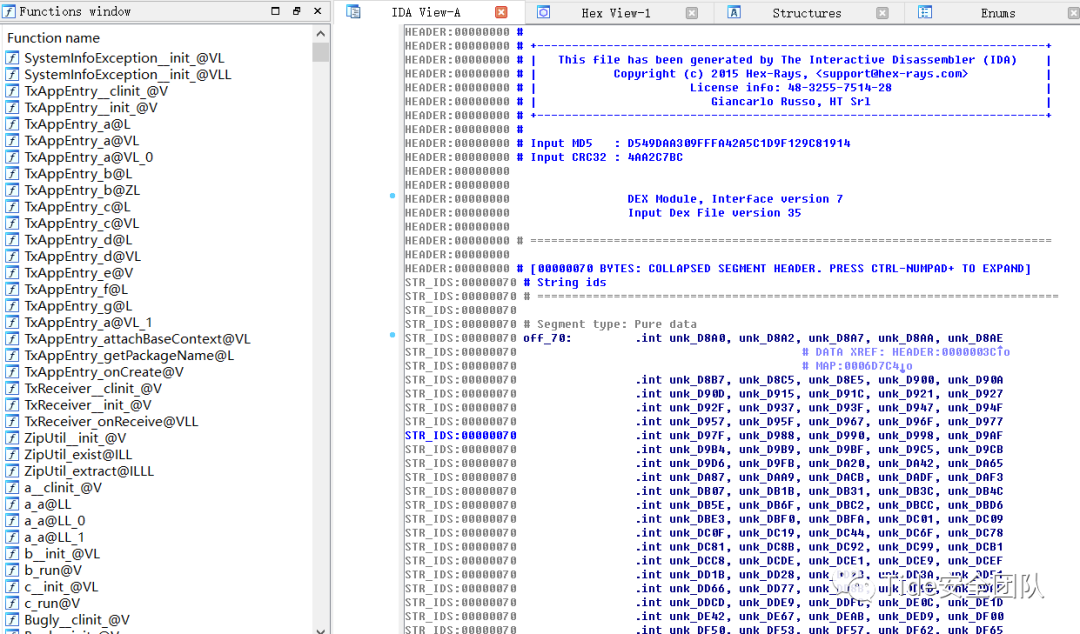 Functions window
Function name
SystemInfoException__init_@VL
SystemInfoException__init_@VLL
TxAppEntry__clinit_@V
TxAppEntry__init_@V
TxAppEntry_a@L
TxAppEntry_a@VL
TxAppEntry_a@VL_0
TxAppEntry_b@L
TxAppEntry_b@ZL
TxAppEntry_c@L
TxAppEntry_c@VL
TxAppEntry_d@L
TxAppEntry_d@VL
TxAppEntry_e@V
TxAppEntry_f@L
TxAppEntry_g@L
TxAppEntry_a@VL_1
TxAppEntry_attachBaseContext@VL
TxAppEntry_getPackageName@L
TxAppEntry_onCreate@V
TxReceiver__clinit_@V
TxReceiver__init_@V
TxReceiver_onReceive@VLL
ZipUtil__init_@V
ZipUtil_exist@ILL
ZipUtil_extract@ILLL
a__clinit_@V
a_a@LL
a_a@LL_0
a_a@LL_1
b__init_@VL
b_run@V
c__init_@VL
c_run@V
Bugly__clinit_@V
IDA View-A
Hex View-1
Structures
Enums
HEADER:00000000 #
HEADER:00000000 # +-------------------------------------------------------------------------+
HEADER:00000000 # | This file has been generated by The Interactive Disassembler (IDA) |
HEADER:00000000 # | Copyright (c) 2015 Hex-Rays, <support@hex-rays.com> |
HEADER:00000000 # | License info: 48-3255-7514-28 |
HEADER:00000000 # | Giancarlo Russo, HT Srl |
HEADER:00000000 # +-------------------------------------------------------------------------+
HEADER:00000000 #
HEADER:00000000 # Input MD5 : D549DAA309FFFA42A5C1D9F129C81914
HEADER:00000000 # Input CRC32 : 4AA2C7BC
HEADER:00000000
HEADER:00000000
HEADER:00000000 DEX Module, Interface version 7
HEADER:00000000 Input Dex File version 35
HEADER:00000000
HEADER:00000000 # ===========================================================================
HEADER:00000000
HEADER:00000000 # [00000070 BYTES: COLLAPSED SEGMENT HEADER. PRESS CTRL-NUMPAD+ TO EXPAND]
STR_IDS:00000070 # String ids
STR_IDS:00000070 # ===========================================================================
STR_IDS:00000070
STR_IDS:00000070 # Segment type: Pure data
STR_IDS:00000070 off_70: .int unk_D8A0, unk_D8A2, unk_D8A7, unk_D8AA, unk_D8AE
STR_IDS:00000070 # DATA XREF: HEADER:0000003C↑o
STR_IDS:00000070 # MAP:0006D7C4↓o
STR_IDS:00000070 .int unk_D8B7, unk_D8C5, unk_D8E5, unk_D900, unk_D90A
STR_IDS:00000070 .int unk_D90D, unk_D915, unk_D91C, unk_D921, unk_D927
STR_IDS:00000070 .int unk_D92F, unk_D937, unk_D93F, unk_D947, unk_D94F
STR_IDS:00000070 .int unk_D957, unk_D95F, unk_D967, unk_D96F, unk_D977
STR_IDS:00000070 .int unk_D97F, unk_D988, unk_D990, unk_D998, unk_D9AF
STR_IDS:00000070 .int unk_D9B4, unk_D9B9, unk_D9BF, unk_D9C5, unk_D9CB
STR_IDS:00000070 .int unk_D9D6, unk_D9FB, unk_DA20, unk_DA42, unk_DA65
STR_IDS:00000070 .int unk_DA87, unk_DAA9, unk_DACB, unk_DADF, unk_DAF3
STR_IDS:00000070 .int unk_DB07, unk_DB1B, unk_DB31, unk_DB3C, unk_DB4C
STR_IDS:00000070 .int unk_DB5E, unk_DB6F, unk_DBC2, unk_DBCC, unk_DBD6
STR_IDS:00000070 .int unk_DBE3, unk_DBF0, unk_DBFA, unk_DC01, unk_DC09
STR_IDS:00000070 .int unk_DC0F, unk_DC19, unk_DC44, unk_DC6F, unk_DC78
STR_IDS:00000070 .int unk_DC81, unk_DC8B, unk_DC92, unk_DC99, unk_DCB1
STR_IDS:00000070 .int unk_DCC8, unk_DCDE, unk_DCE1, unk_DCE9, unk_DCEF
STR_IDS:00000070 .int unk_DD1B, unk_DD28,
STR_IDS:00000070 .int unk_DD66, unk_DD77,
STR_IDS:00000070 .int unk_DDCD, unk_DDE9, unk_DE0C, unk_DE1D
STR_IDS:00000070 .int unk_DE42, unk_DE67, unk_DEAB, unk_DED9, unk_DF00
STR_IDS:00000070 .int unk_DF50, unk_DF53, unk_DF57, unk_DF62, unk_DF65
Tide安全团队